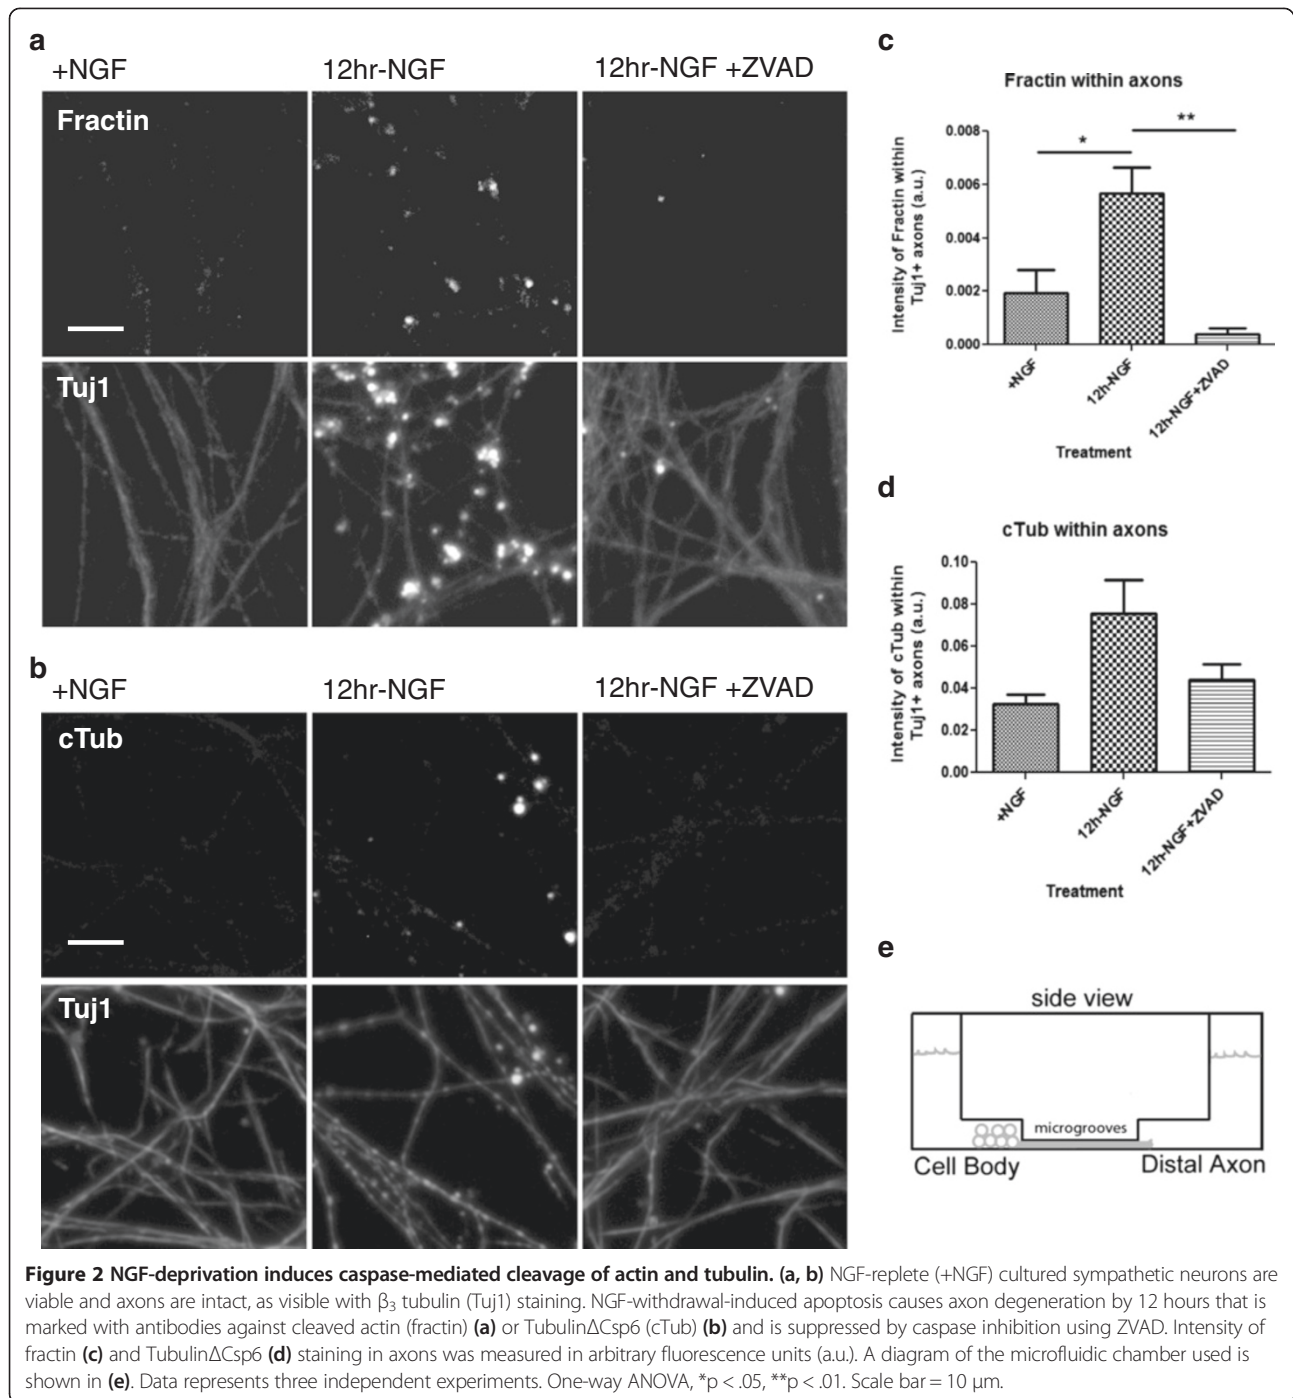 a
+NGF
12hr-NGF
12hr-NGF +ZVAD
Fractin
Tuj1
b
+NGF
12hr-NGF
12hr-NGF +ZVAD
cTub
Tuj1
c
Fractin within axons
Intensity of Fractin within
Tuj1+ axons (a.u.)
0.008
0.006
0.004
0.002
0.000
*
**
+NGF
12h-NGF
12h-NGF+ZVAD
Treatment
d
cTub within axons
Intensity of cTub within
Tuj1+ axons (a.u.)
0.10
0.08
0.06
0.04
0.02
0.00
+NGF
12h-NGF
12h-NGF+ZVAD
Treatment
e
side view
microgrooves
Cell Body
Distal Axon
Figure 2 NGF-deprivation induces caspase-mediated cleavage of actin and tubulin. (a, b) NGF-replete (+NGF) cultured sympathetic neurons are
viable and axons are intact, as visible with β₃ tubulin (Tuj1) staining. NGF-withdrawal-induced apoptosis causes axon degeneration by 12 hours that is
marked with antibodies against cleaved actin (fractin) (a) or TubulinΔCsp6 (cTub) (b) and is suppressed by caspase inhibition using ZVAD. Intensity of
fractin (c) and TubulinΔCsp6 (d) staining in axons was measured in arbitrary fluorescence units (a.u.). A diagram of the microfluidic chamber used is
shown in (e). Data represents three independent experiments. One-way ANOVA, *p < .05, **p < .01. Scale bar = 10 μm.